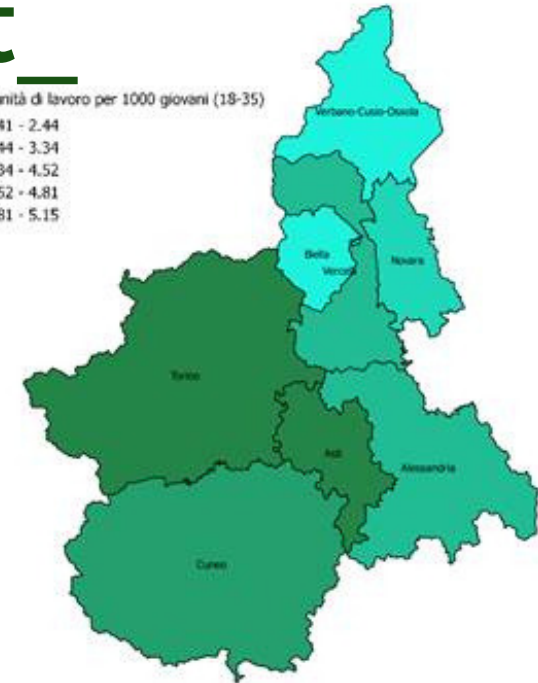 nità di lavoro per 1000 giovani (18-35)
41 - 2.44
44 - 3.34
34 - 4.52
52 - 4.81
81 - 5.15
Verbano-Cusio-Ossola
Biella
Vercelli
Novara
Torino
Asti
Alessandria
Cuneo